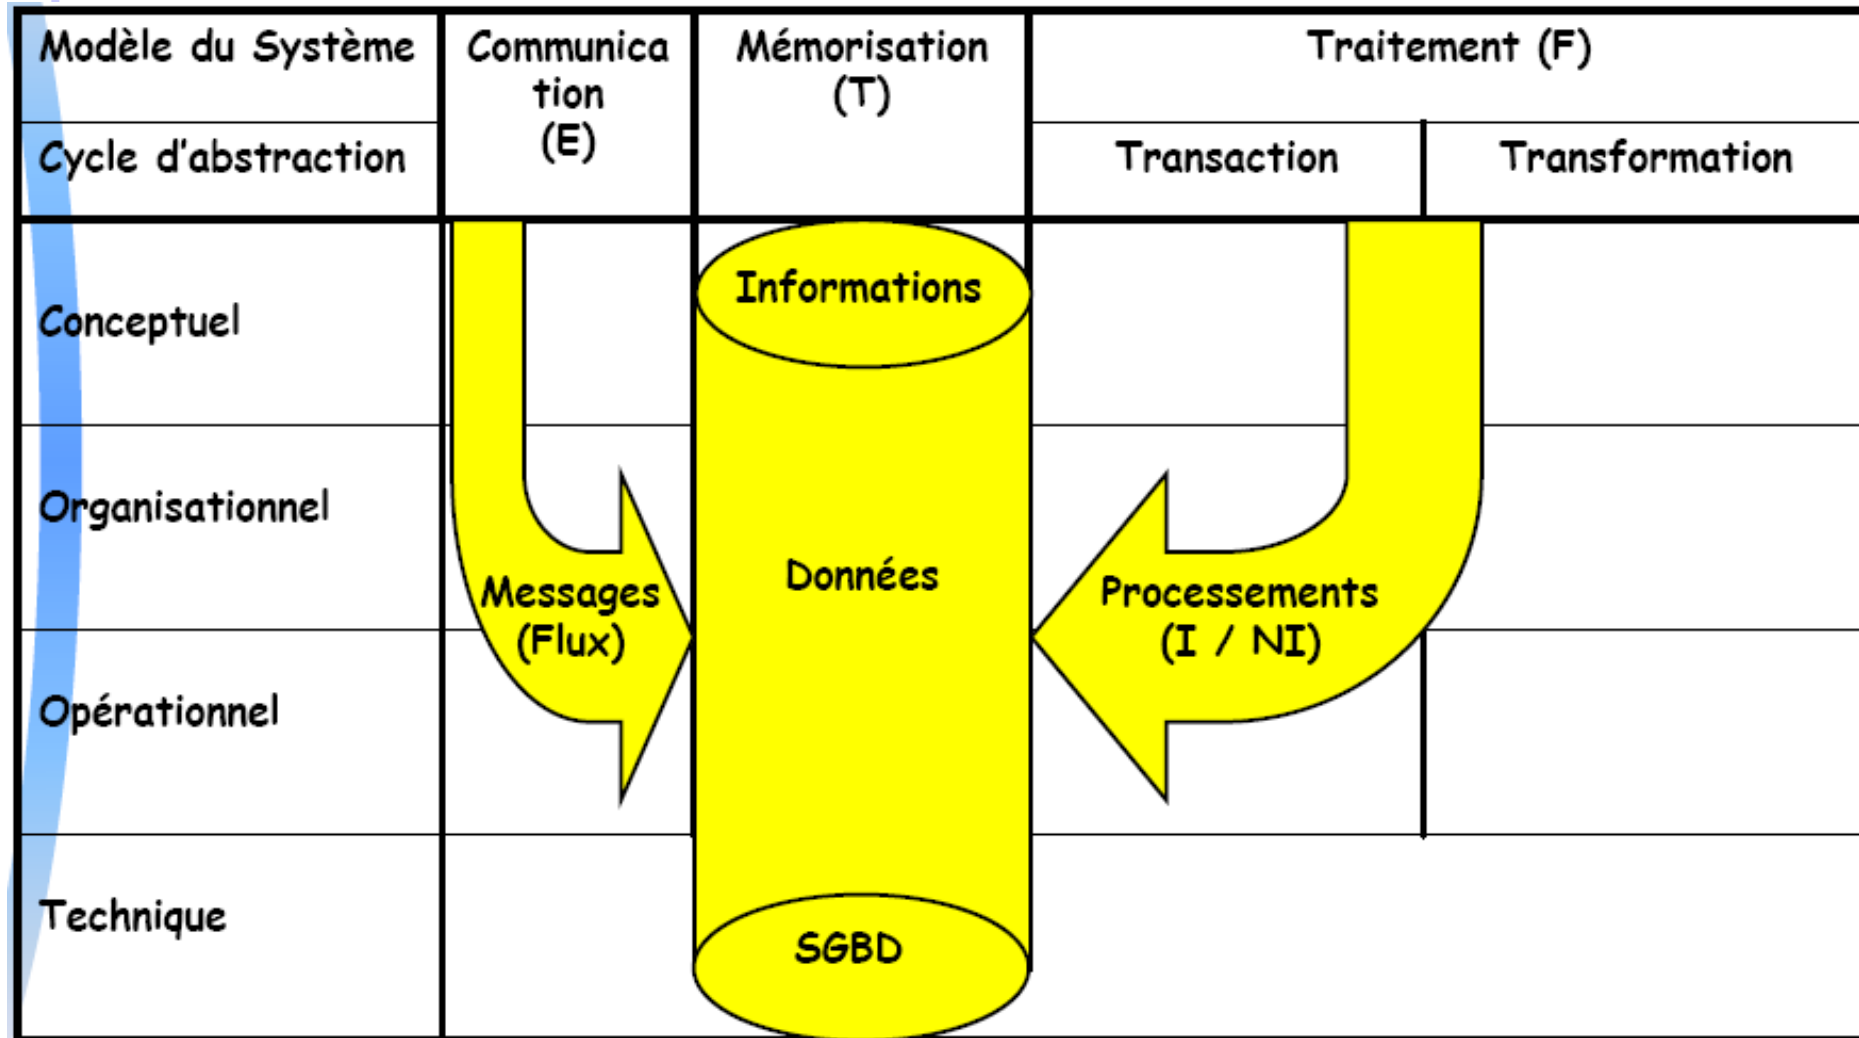 Modèle du Système
Communica
tion
(E)
Mémorisation
(T)
Traitement (F)
Cycle d'abstraction
Transaction
Transformation
Conceptuel
Informations
Organisationnel
Messages
(Flux)
Données
Processements
(I / NI)
Opérationnel
Technique
SGBD